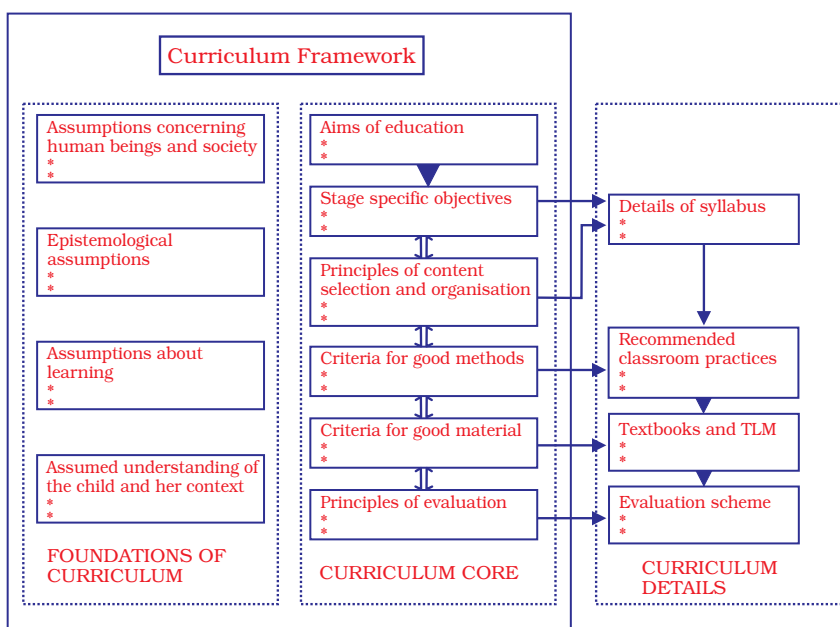 Curriculum Framework
Assumptions concerning
human beings and society
*
*
Epistemological
assumptions
*
*
Assumptions about
learning
*
*
Assumed understanding of
the child and her context
*
*
FOUNDATIONS OF
CURRICULUM
Aims of education
*
*
Stage specific objectives
*
*
Principles of content
selection and organisation
*
*
Criteria for good methods
*
*
Criteria for good material
*
*
Principles of evaluation
*
*
CURRICULUM CORE
Details of syllabus
*
*
Recommended
classroom practices
*
*
Textbooks and TLM
*
*
Evaluation scheme
*
*
CURRICULUM
DETAILS